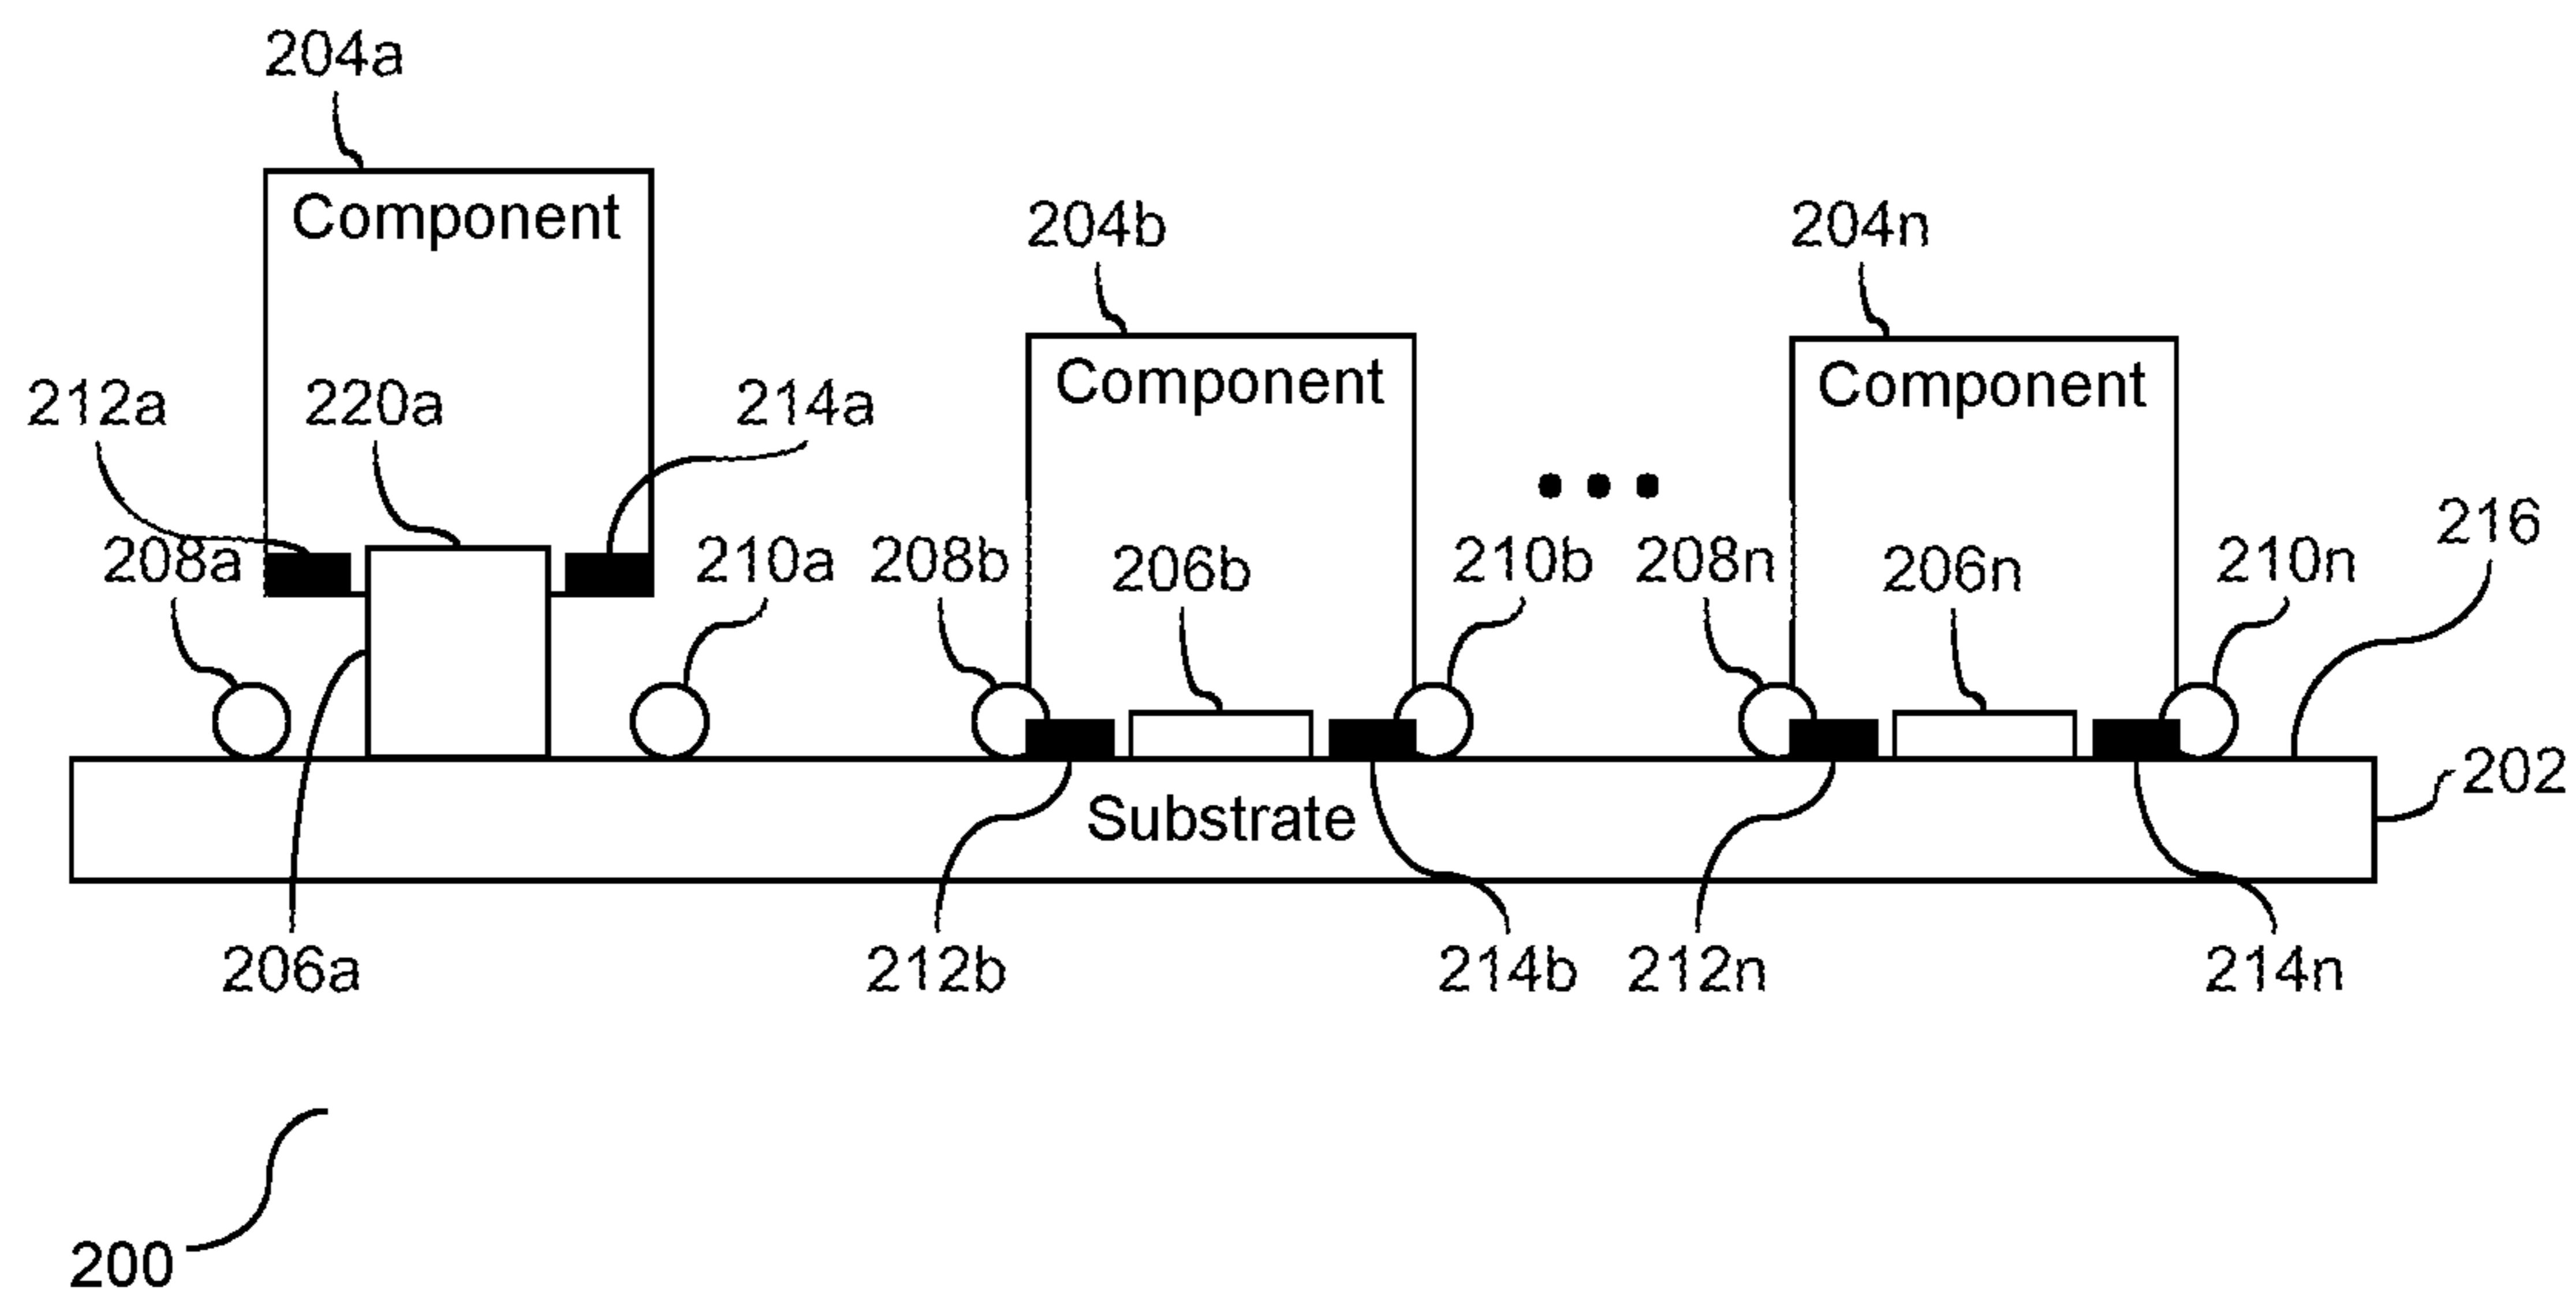 204a
Component
204b
204n
Component
Component
212a
220a
214a
216
208a
210a
208b
206b
210b
208n
206n
210n
202
Substrate
206a
212b
214b
212n
214n
200